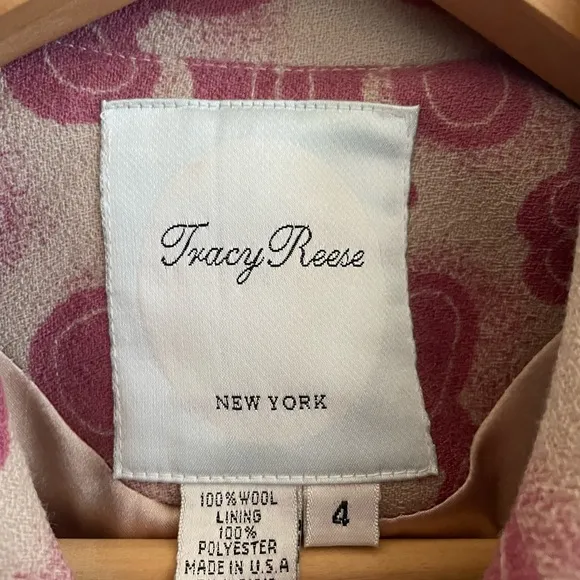 Tracy Reese
NEW YORK
100% WOOL
LINING
100%
POLYESTER
MADE IN U.S.A
4